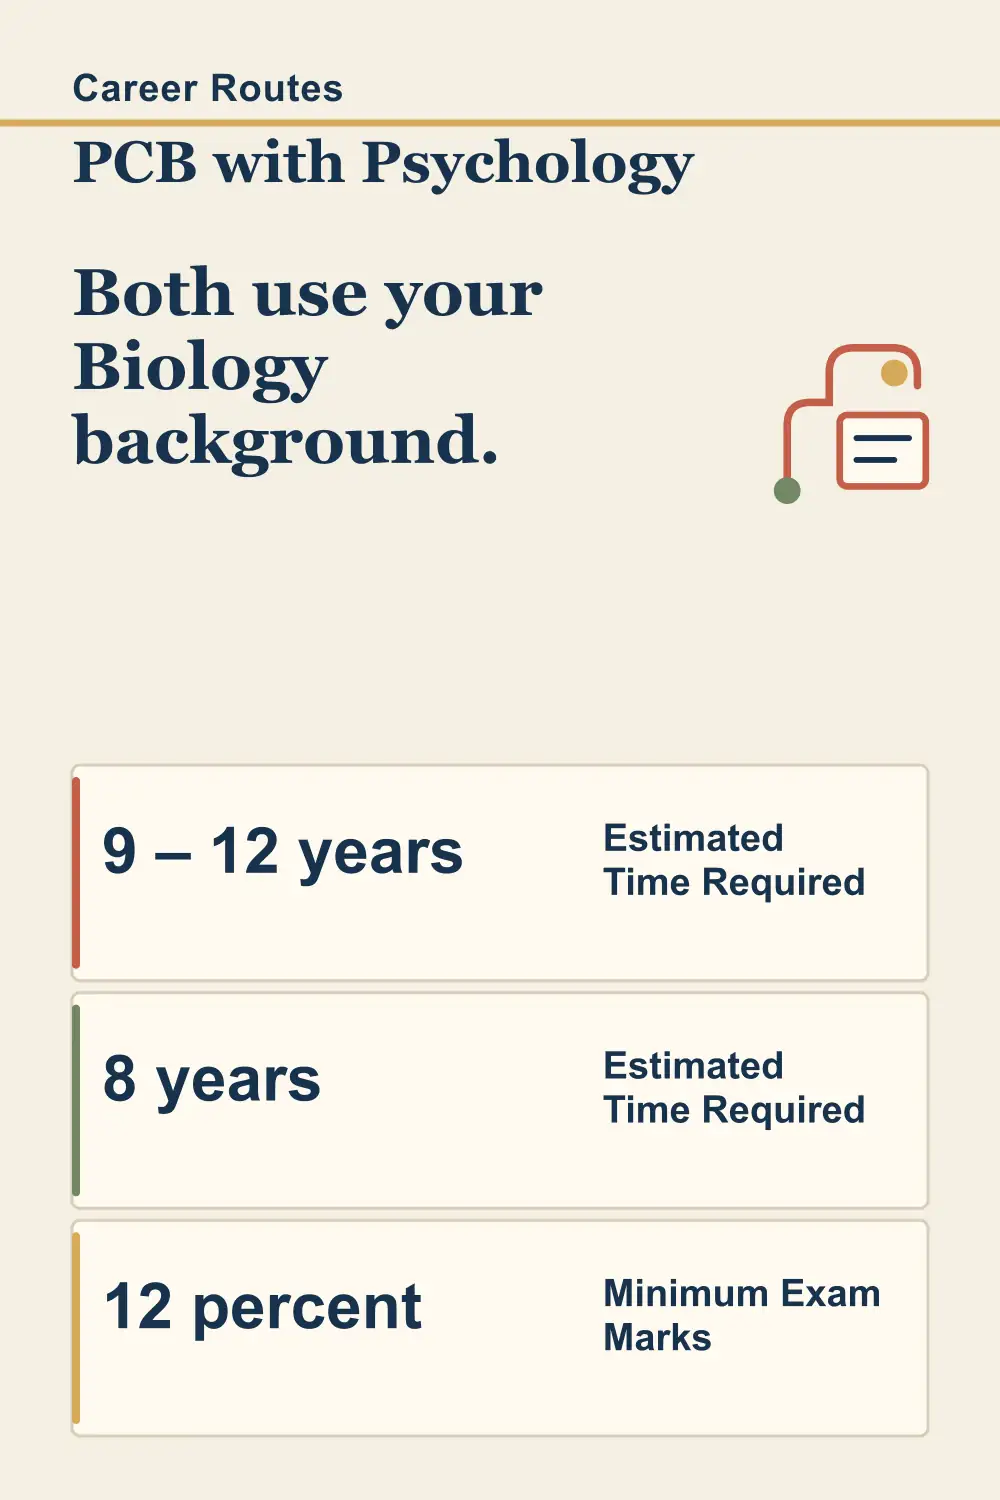 Career Routes
PCB with Psychology
Both use your
Biology
background.
9 – 12 years
Estimated
Time Required
8 years
Estimated
Time Required
12 percent
Minimum Exam
Marks